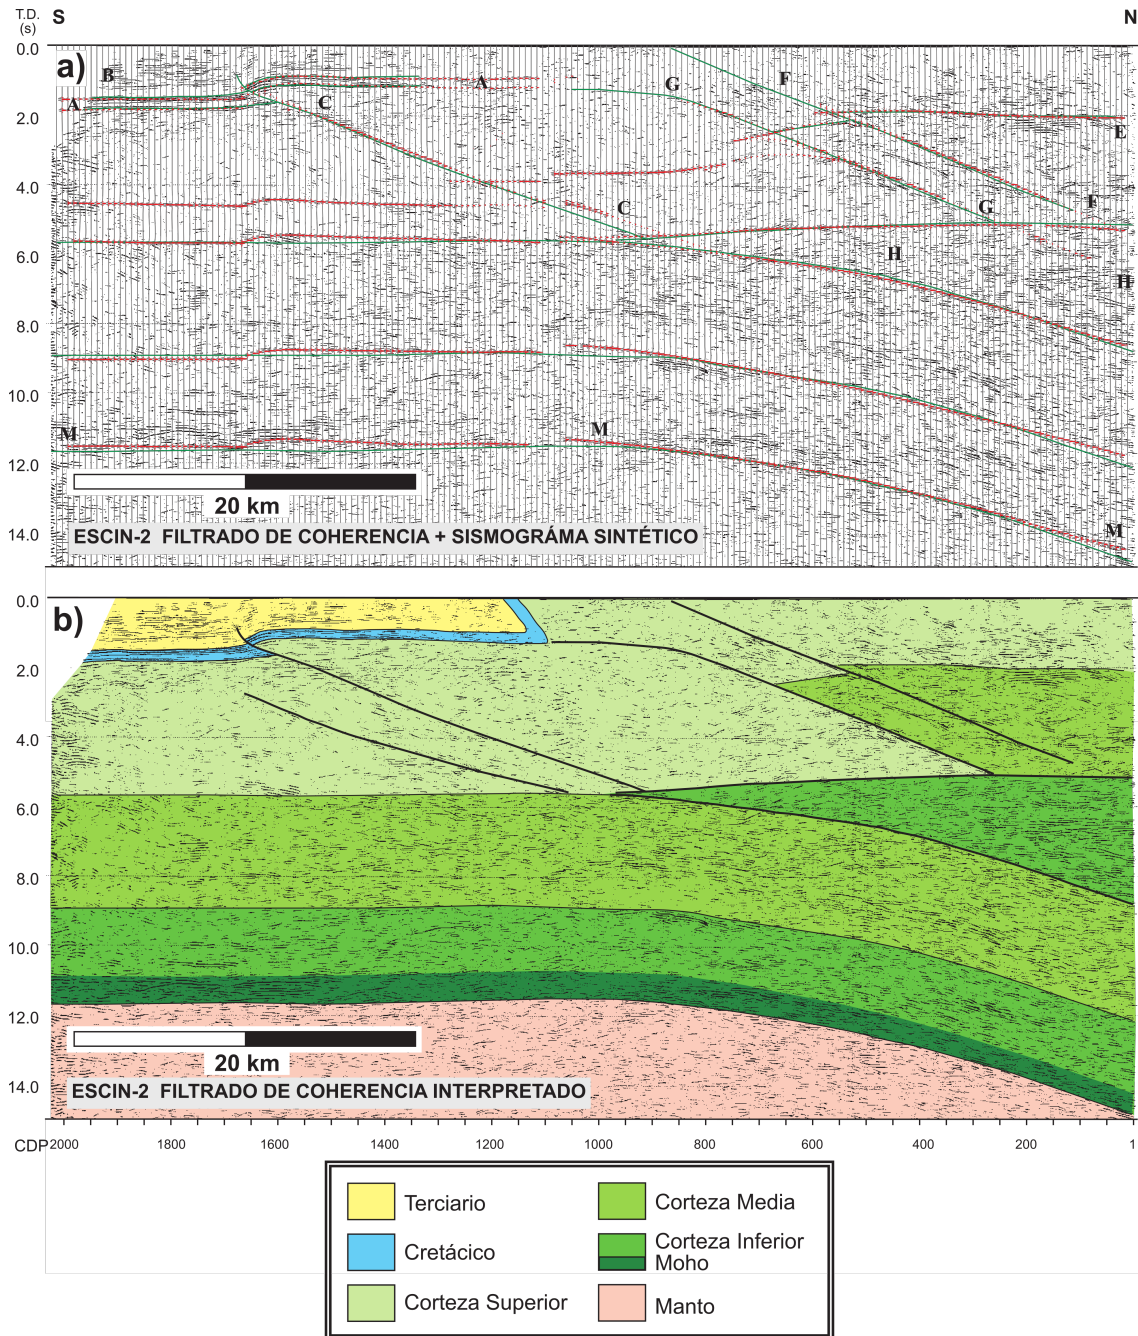 T.D.
(s)
S
N
0.0
a)
B
A
A
G
F
C
2.0
E
4.0
C
G
F
6.0
H
H
8.0
10.0
M
M
12.0
20 km
14.0
ESCIN-2 FILTRADO DE COHERENCIA + SISMOGRÁMA SINTÉTICO
M
0.0
b)
2.0
4.0
6.0
8.0
10.0
12.0
20 km
14.0
ESCIN-2 FILTRADO DE COHERENCIA INTERPRETADO
CDP 2000 1800 1600 1400 1200 1000 800 600 400 200 1
Terciario
Corteza Media
Cretácico
Corteza Inferior
Moho
Corteza Superior
Manto